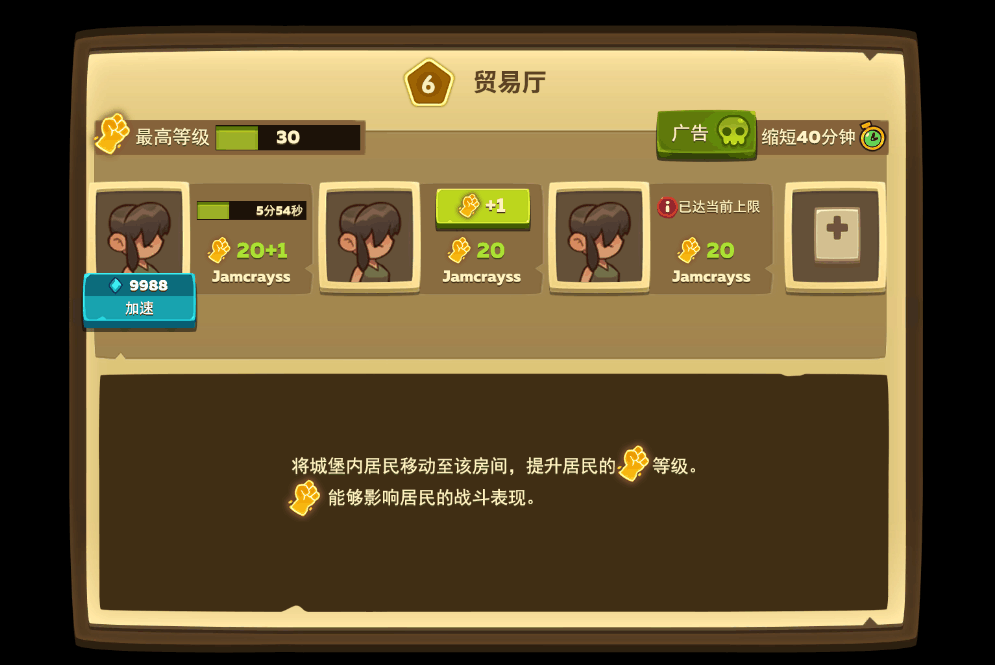 6 贸易厅
最高等级 30
广告 缩短40分钟
5分54秒
20+1
Jamcrayss
9988
加速
+1
20
Jamcrayss
已达当前上限
20
Jamcrayss
将城堡内居民移动至该房间，提升居民的等级。
能够影响居民的战斗表现。